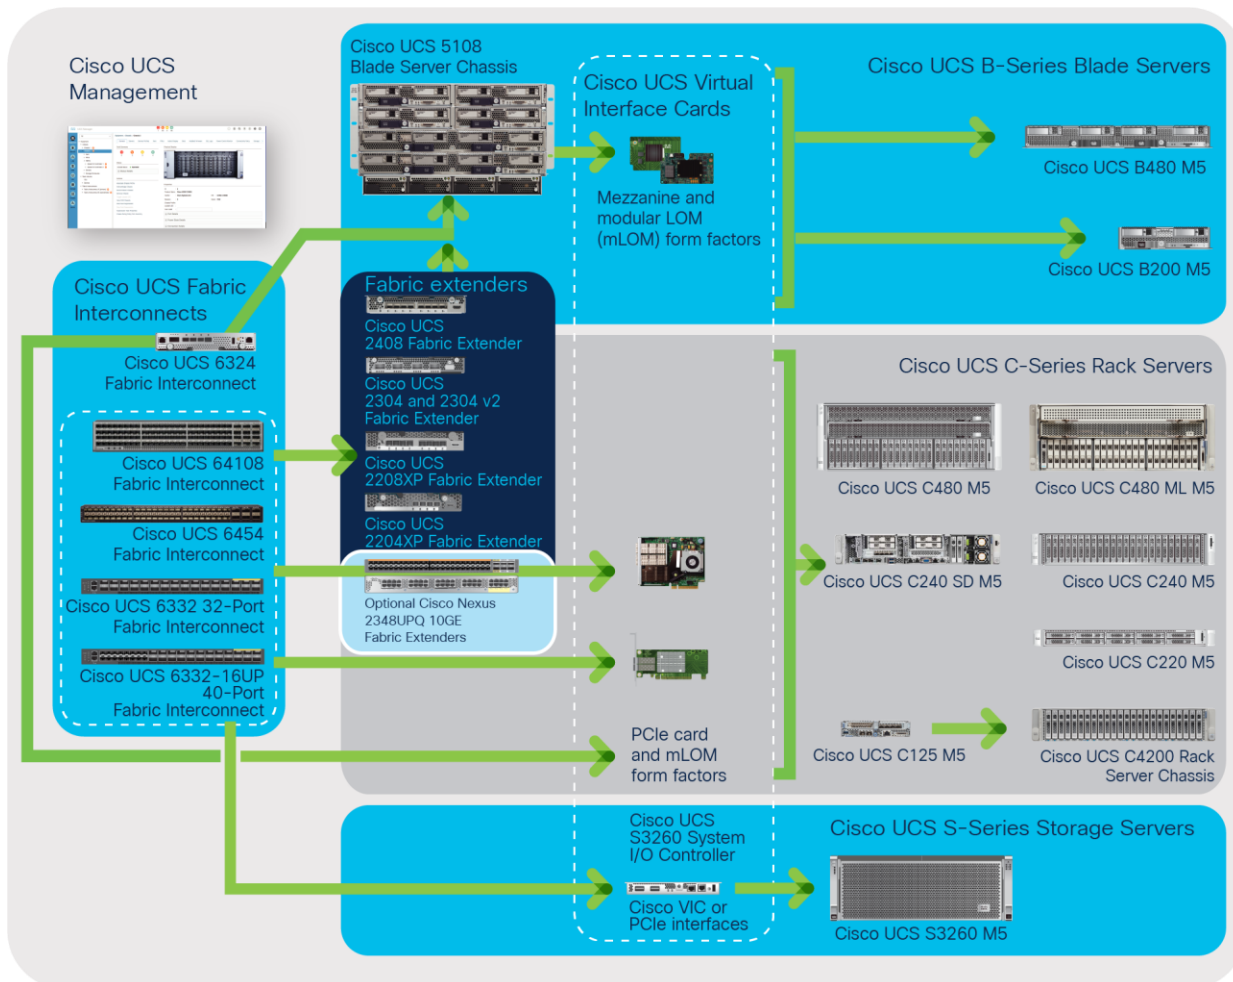 Cisco UCS
Management
Cisco UCS 5108
Blade Server Chassis
Cisco UCS Virtual
Interface Cards
Mezzanine and
modular LOM
(mLOM) form factors
Cisco UCS B-Series Blade Servers
Cisco UCS B480 M5
Cisco UCS B200 M5
Cisco UCS Fabric
Interconnects
Cisco UCS 6324
Fabric Interconnect
Cisco UCS 64108
Fabric Interconnect
Cisco UCS 6454
Fabric Interconnect
Cisco UCS 6332 32-Port
Fabric Interconnect
Cisco UCS 6332-16UP
40-Port
Fabric Interconnect
Fabric extenders
Cisco UCS
2408 Fabric Extender
Cisco UCS
2304 and 2304 v2
Fabric Extender
Cisco UCS
2208XP Fabric Extender
Cisco UCS
2204XP Fabric Extender
Optional Cisco Nexus
2348UPQ 10GE
Fabric Extenders
PCIe card
and mLOM
form factors
Cisco UCS C-Series Rack Servers
Cisco UCS C480 M5
Cisco UCS C480 ML M5
Cisco UCS C240 SD M5
Cisco UCS C240 M5
Cisco UCS C220 M5
Cisco UCS C125 M5
Cisco UCS C4200 Rack
Server Chassis
Cisco UCS
S3260 System
I/O Controller
Cisco VIC or
PCIe interfaces
Cisco UCS S-Series Storage Servers
Cisco UCS S3260 M5